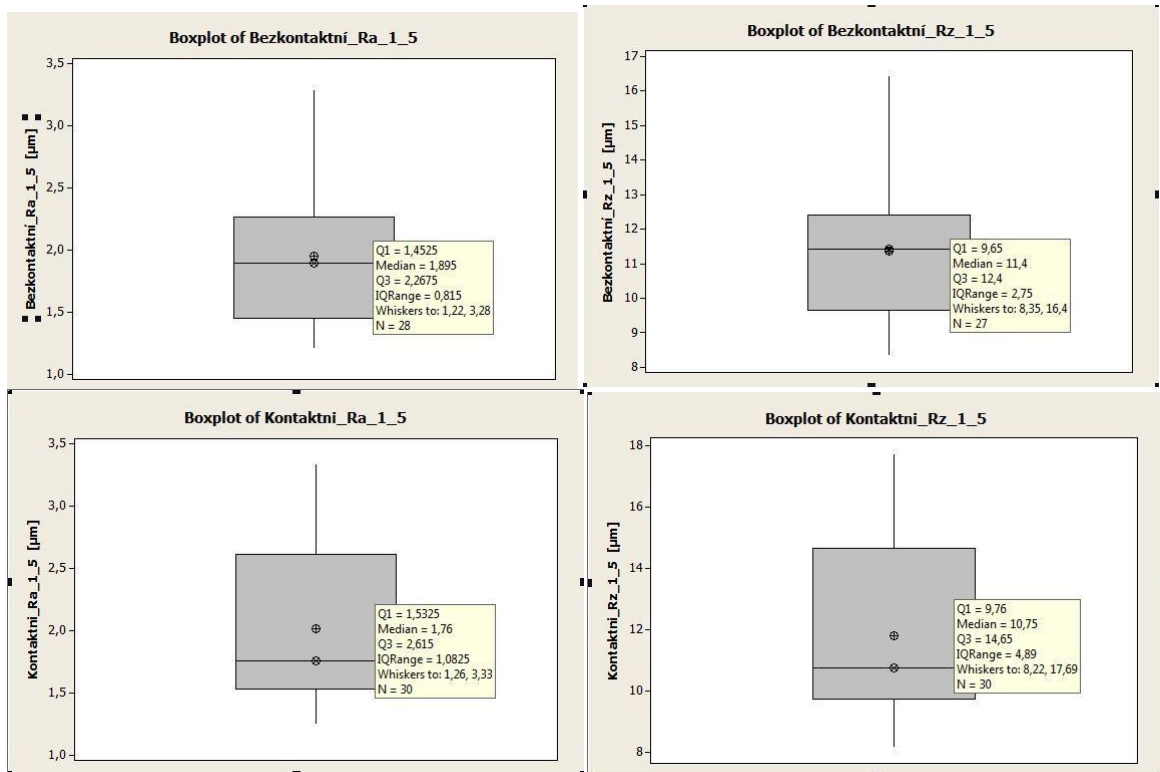 Boxplot of Bezkontaktní_Ra_1_5
Bezkontaktní_Ra_1_5 [µm]
3,5
3,0
2,5
2,0
1,5
1,0
Q1 = 1,4525
Median = 1,895
Q3 = 2,2675
IQRange = 0,815
Whiskers to: 1,22, 3,28
N = 28
Boxplot of Bezkontaktní_Rz_1_5
Bezkontaktní_Rz_1_5 [µm]
17
16
15
14
13
12
11
10
9
8
Q1 = 9,65
Median = 11,4
Q3 = 12,4
IQRange = 2,75
Whiskers to: 8,35, 16,4
N = 27
Boxplot of Kontaktni_Ra_1_5
Kontaktni_Ra_1_5 [µm]
3,5
3,0
2,5
2,0
1,5
1,0
Q1 = 1,5325
Median = 1,76
Q3 = 2,615
IQRange = 1,0825
Whiskers to: 1,26, 3,33
N = 30
Boxplot of Kontaktni_Rz_1_5
Kontaktni_Rz_1_5 [µm]
18
16
14
12
10
8
Q1 = 9,76
Median = 10,75
Q3 = 14,65
IQRange = 4,89
Whiskers to: 8,22, 17,69
N = 30